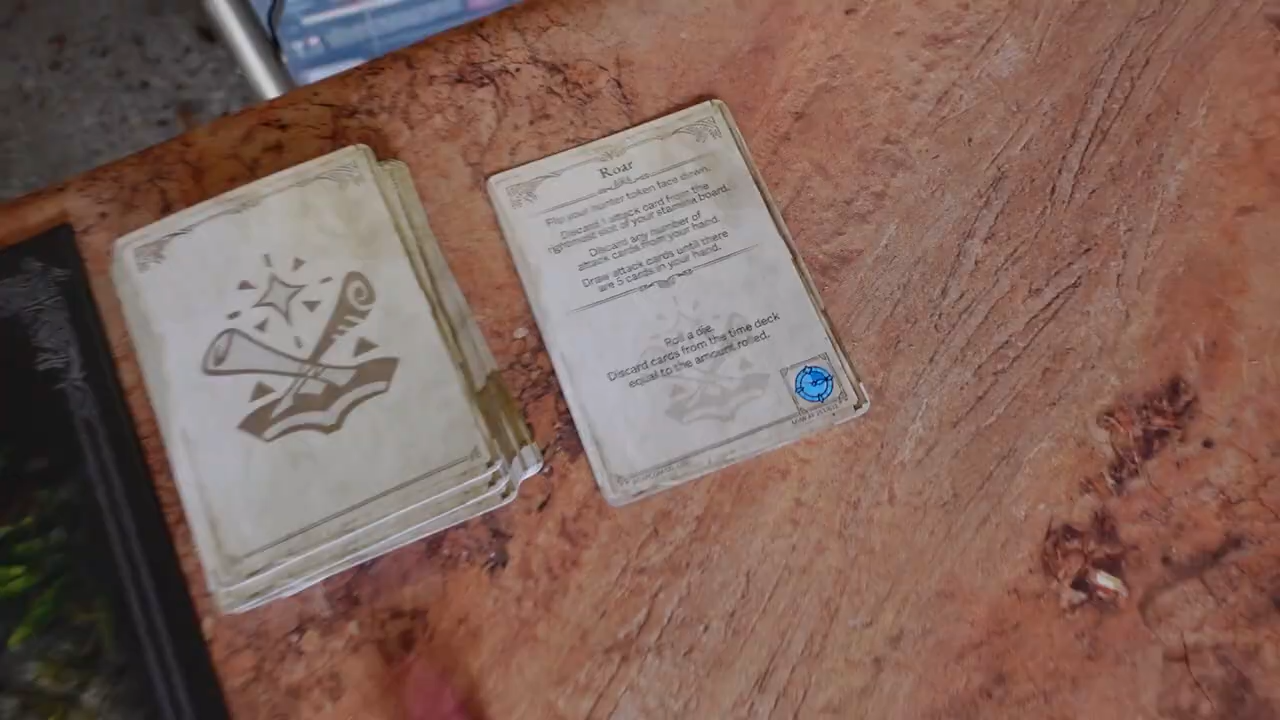 Roar
Flip your hunter token face down.
Discard 1 attack card from the
rightmost slot of your stamina board.
Discard any number of
attack cards from your hand.
Draw attack cards until there
are 5 cards in your hand.
Roll a die.
Discard cards from the time deck
equal to the amount rolled.